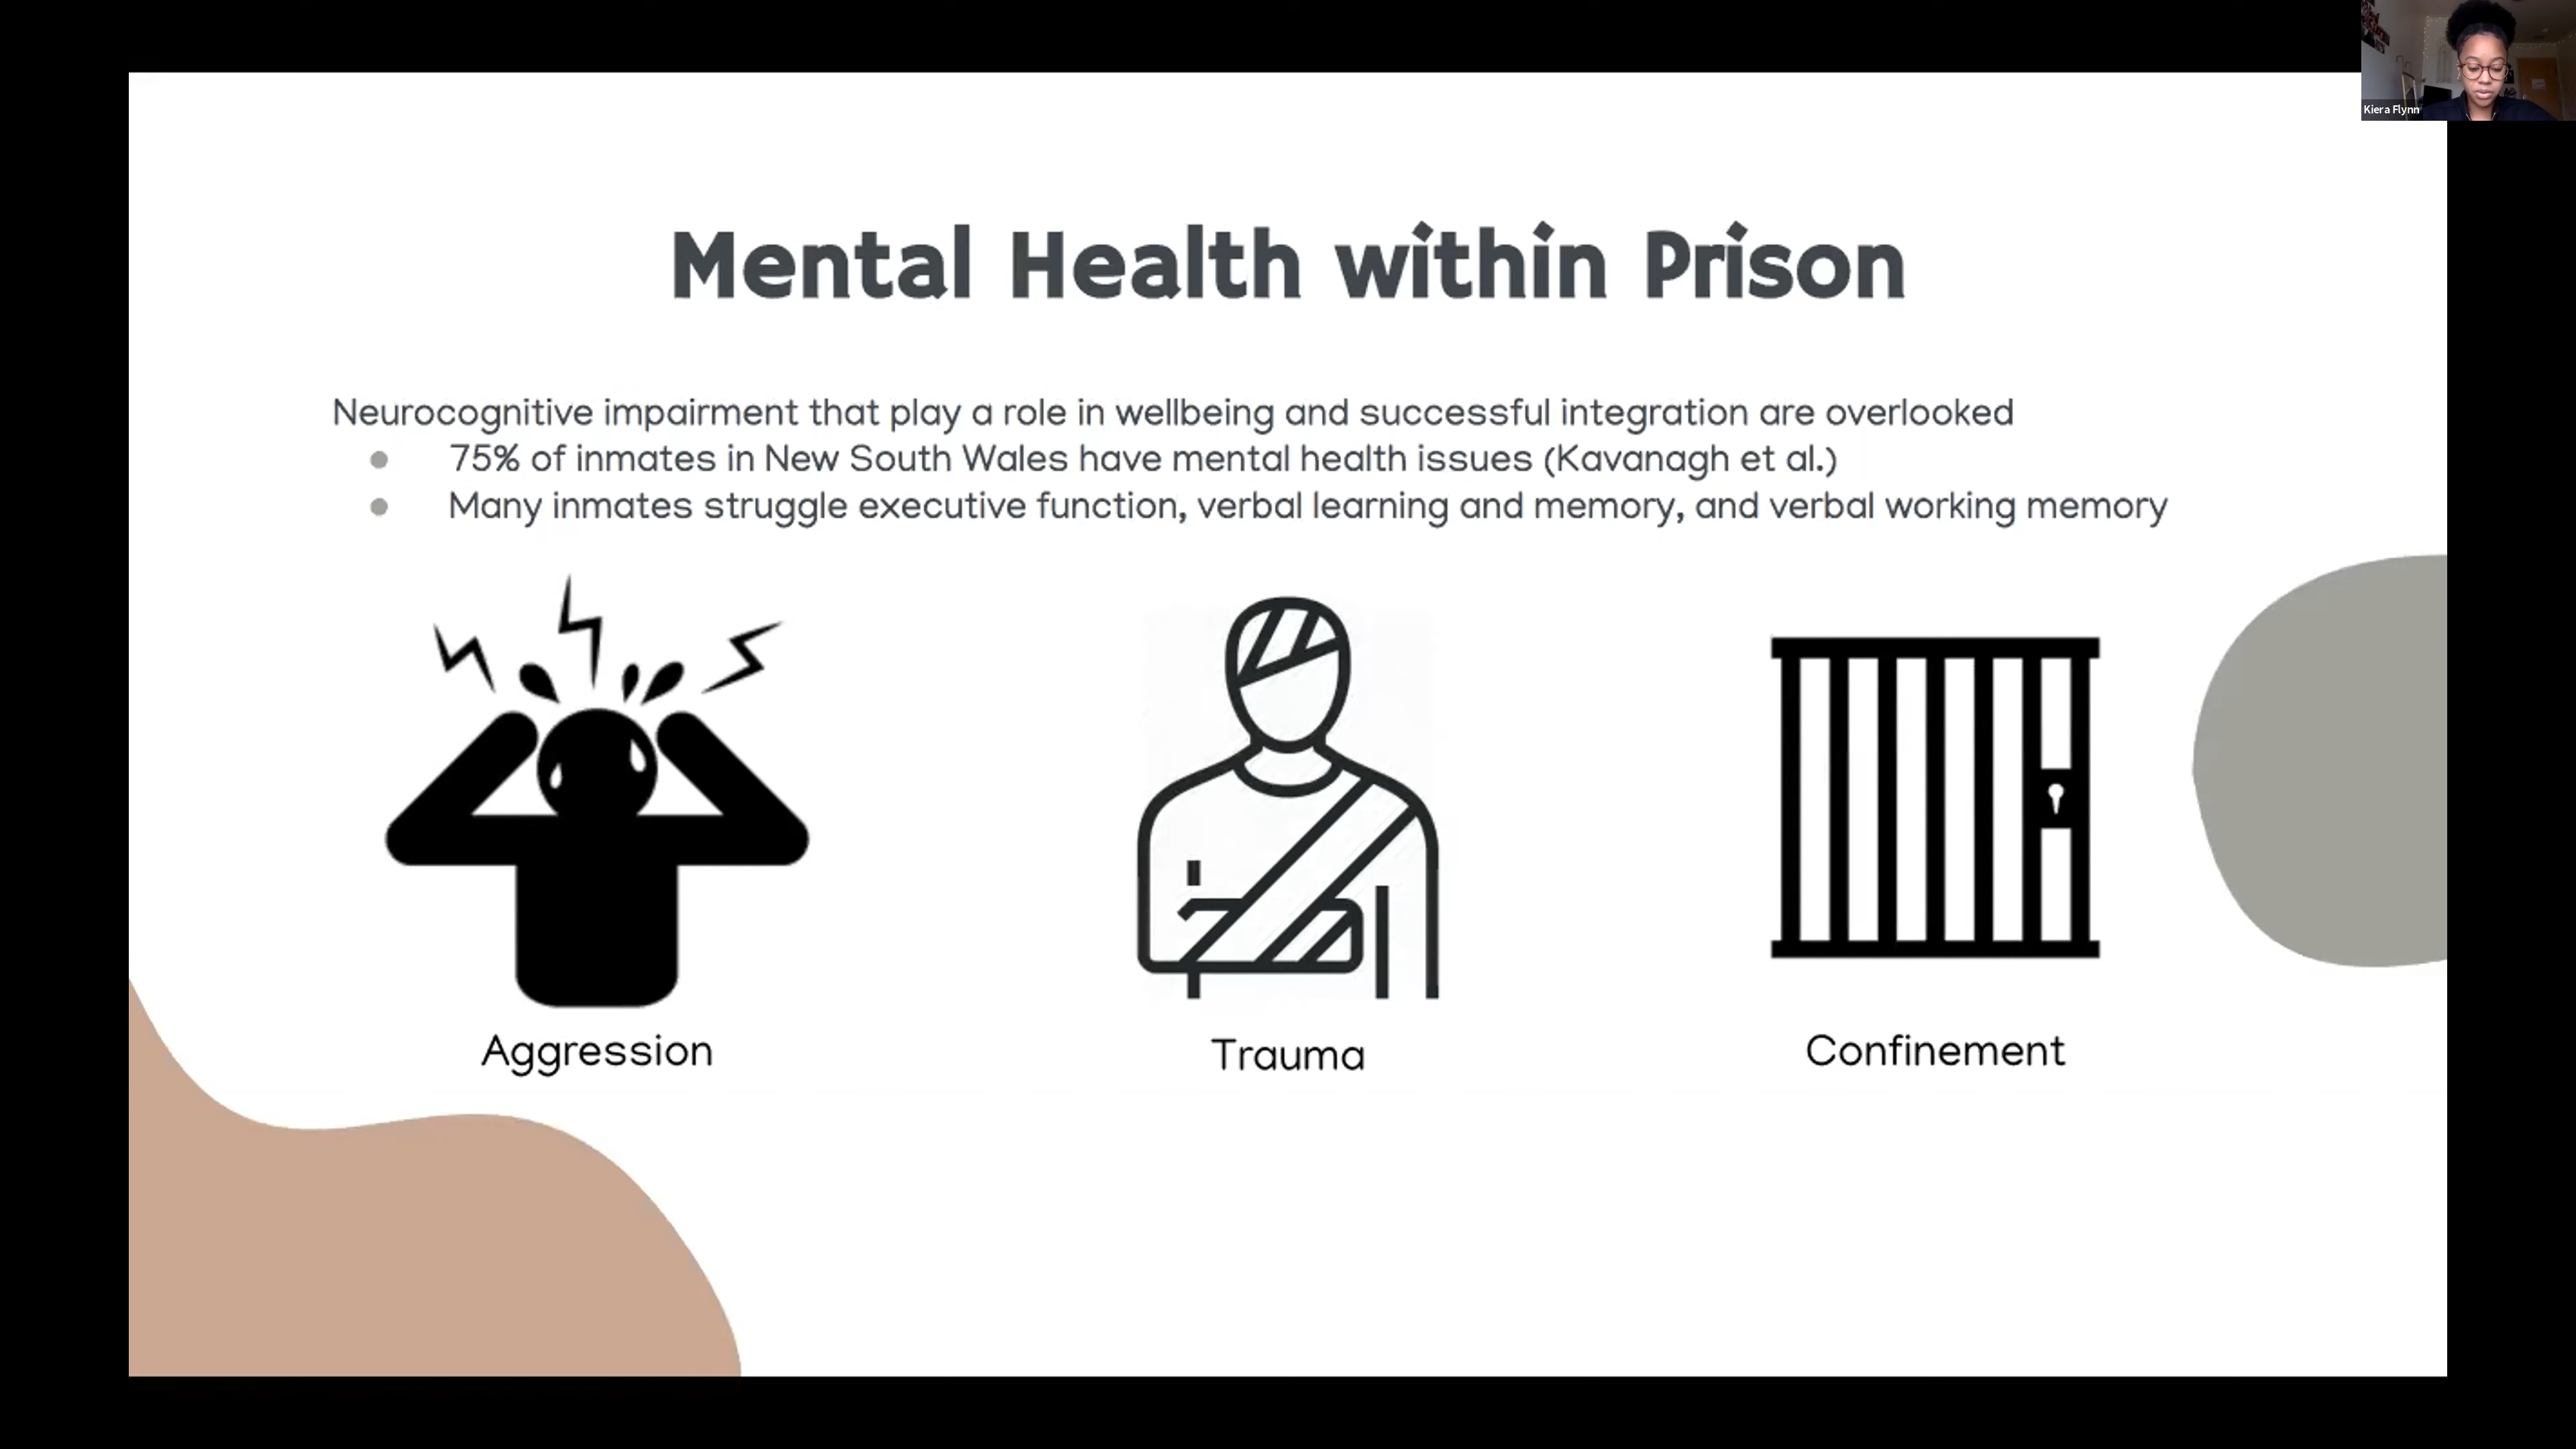 Kiera Flynn
Mental Health within Prison
Neurocognitive impairment that play a role in wellbeing and successful integration are overlooked
● 75% of inmates in New South Wales have mental health issues (Kavanagh et al.)
● Many inmates struggle executive function, verbal learning and memory, and verbal working memory
Aggression
Trauma
Confinement